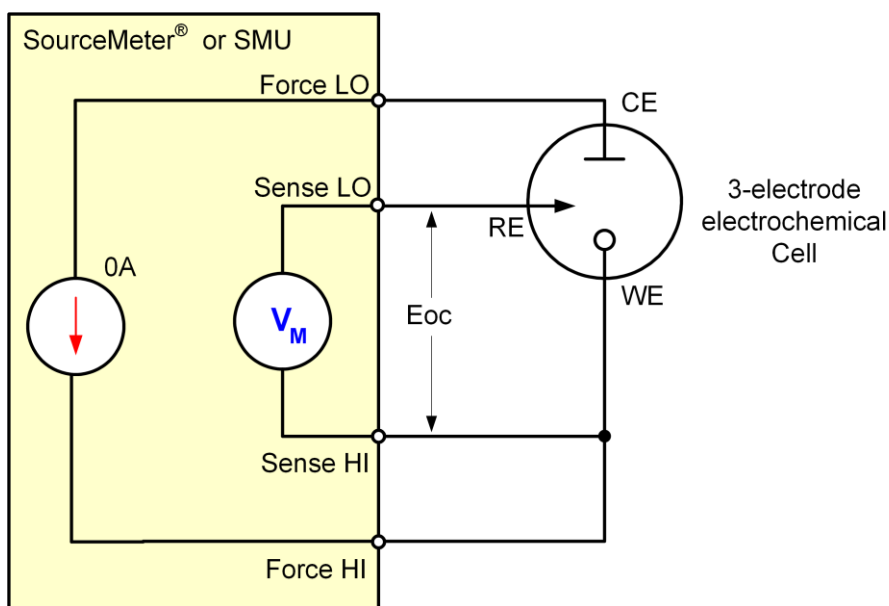 SourceMeter® or SMU
Force LO
CE
Sense LO
RE
3-electrode
electrochemical
Cell
0A
VM
Eoc
WE
Sense HI
Force HI